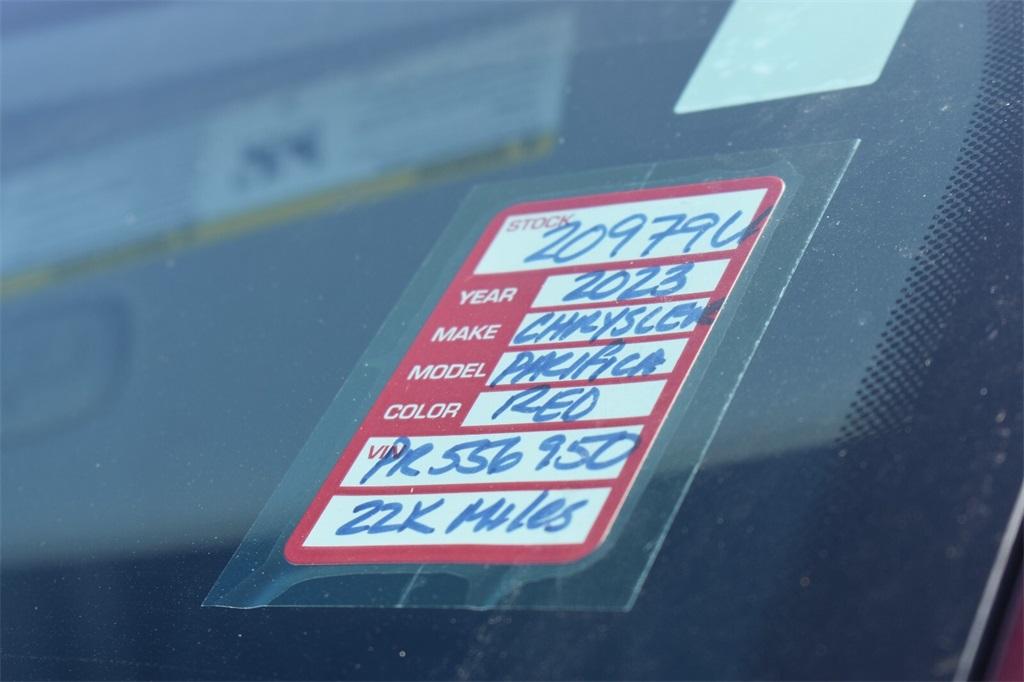 STOCK 20979U
YEAR 2023
MAKE CHRYSLER
MODEL PACIFICA
COLOR RED
VIN PR556950
22K Miles